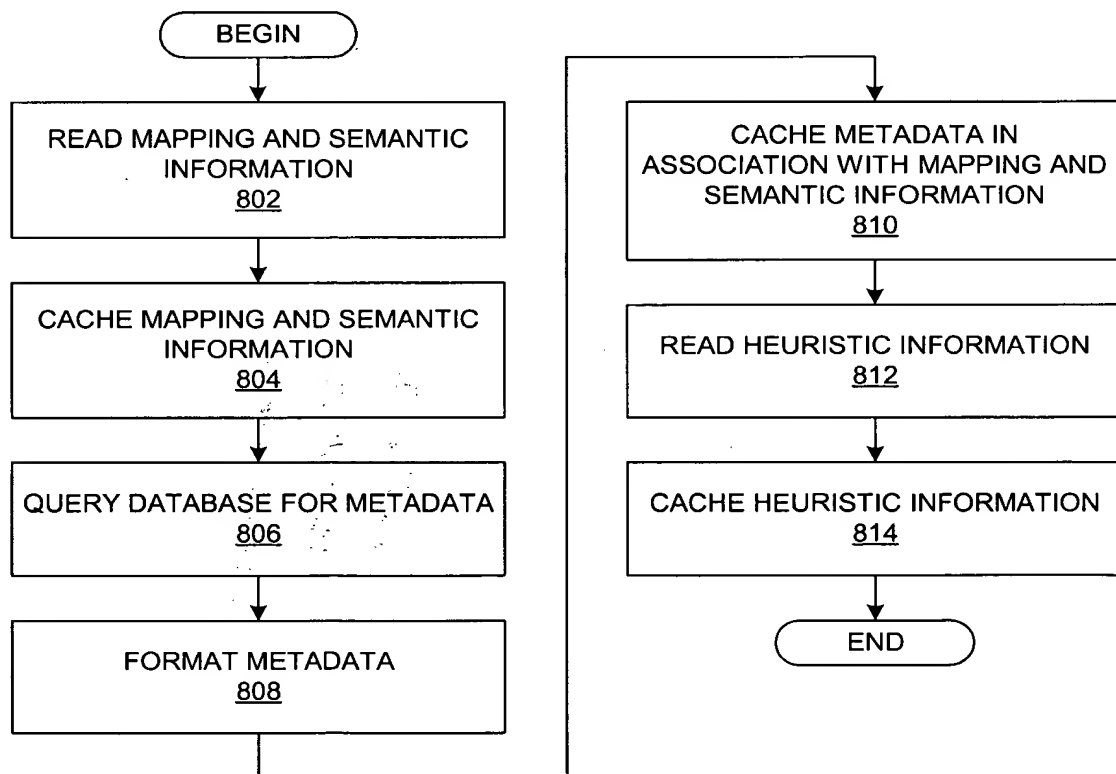 BEGIN
READ MAPPING AND SEMANTIC
INFORMATION
802
CACHE MAPPING AND SEMANTIC
INFORMATION
804
QUERY DATABASE FOR METADATA
806
FORMAT METADATA
808
CACHE METADATA IN
ASSOCIATION WITH MAPPING AND
SEMANTIC INFORMATION
810
READ HEURISTIC INFORMATION
812
CACHE HEURISTIC INFORMATION
814
END